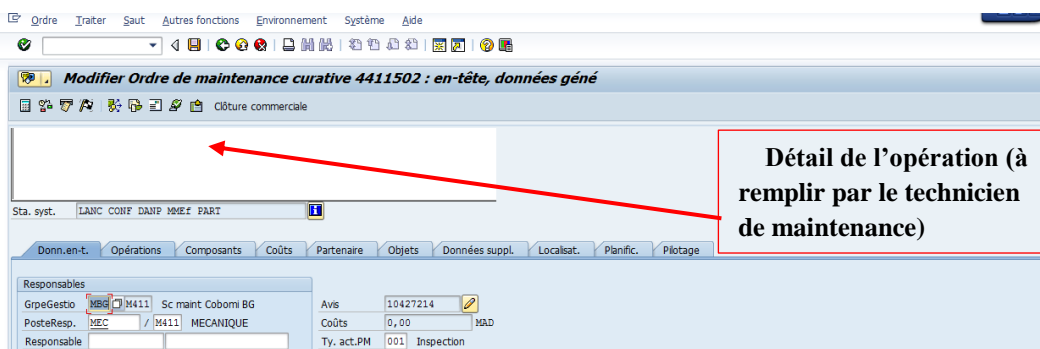 Ordre Traiter Saut Autres fonctions Environnement Système Aide
Modifier Ordre de maintenance curative 4411502 : en-tête, données géné
Clôture commerciale
Détail de l'opération (à
remplir par le technicien
de maintenance)
Sta. syst. LANC CONF DANP MMEf PART
Donn.en-t. Opérations Composants Coûts Partenaire Objets Données suppl. Localisat. Planific. Pilotage
Responsables
GrpeGestio MBG M411 Sc maint Cobomi BG Avis 10427214
PosteResp. MEC / M411 MECANIQUE Coûts 0,00 MAD
Responsable Ty. act.PM 001 Inspection